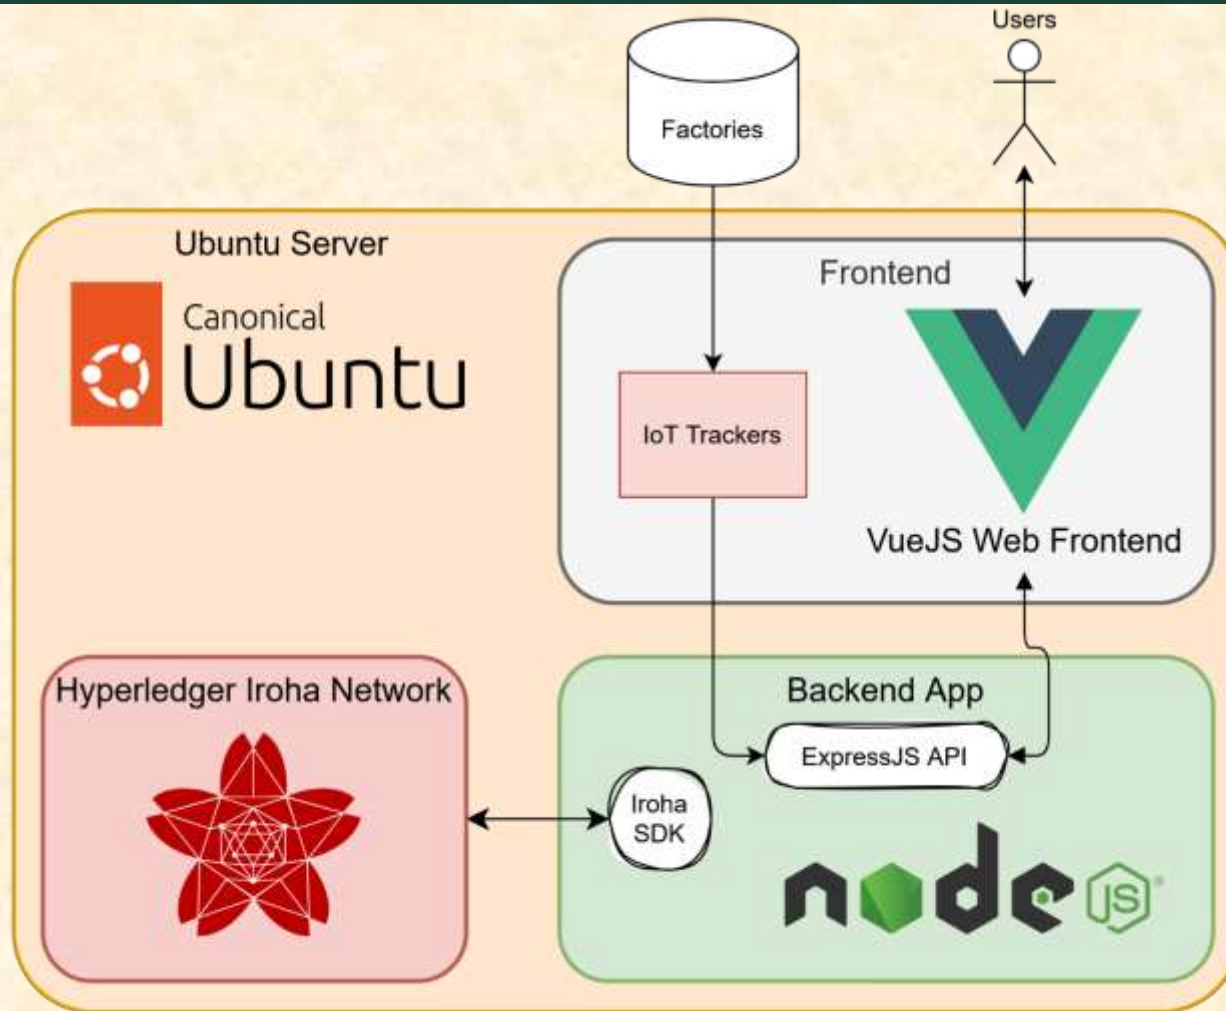 Users
Factories
Ubuntu Server
Canonical
Ubuntu
Frontend
IoT Trackers
VueJS Web Frontend
Hyperledger Iroha Network
Backend App
ExpressJS API
Iroha
SDK
node
JS®